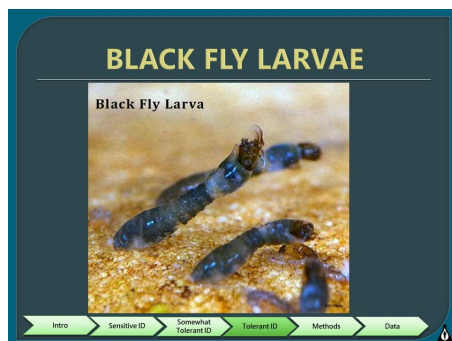 BLACK FLY LARVAE
Black Fly Larva
Intro
Sensitive ID
Somewhat
Tolerant ID
Tolerant ID
Methods
Data